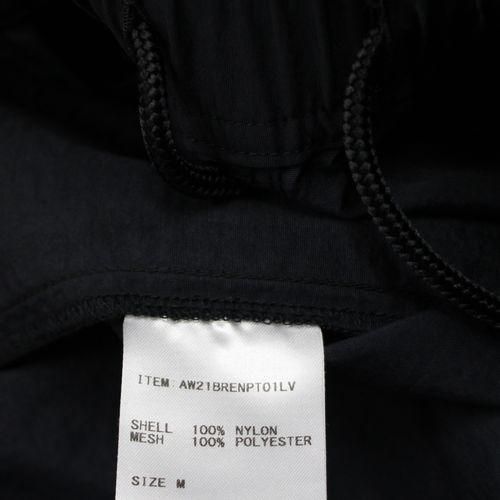 ITEM: AW21BRENPT01LV
SHELL 100% NYLON
MESH 100% POLYESTER
SIZE M